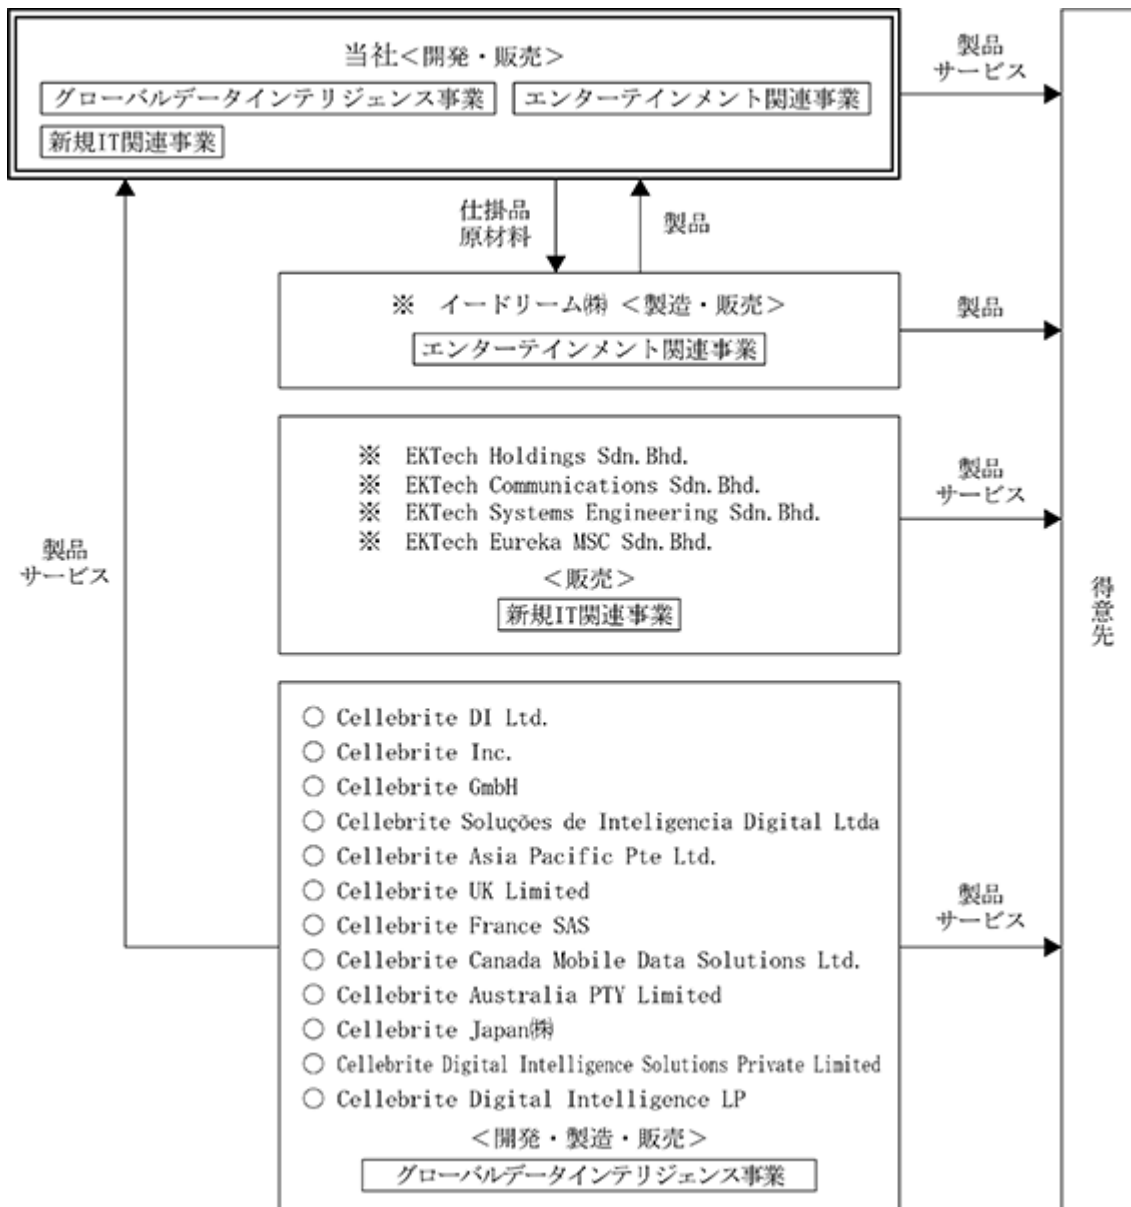 当社＜開発・販売＞
グローバルデータインテリジェンス事業
エンターテインメント関連事業
新規IT関連事業
製品
サービス
仕掛品
原材料
製品
※ イードリーム㈱ ＜製造・販売＞
エンターテインメント関連事業
製品
※ EKTech Holdings Sdn.Bhd.
※ EKTech Communications Sdn.Bhd.
※ EKTech Systems Engineering Sdn.Bhd.
※ EKTech Eureka MSC Sdn.Bhd.
＜販売＞
新規IT関連事業
製品
サービス
製品
サービス
得意先
○ Cellebrite DI Ltd.
○ Cellebrite Inc.
○ Cellebrite GmbH
○ Cellebrite Soluções de Inteligencia Digital Ltda
○ Cellebrite Asia Pacific Pte Ltd.
○ Cellebrite UK Limited
○ Cellebrite France SAS
○ Cellebrite Canada Mobile Data Solutions Ltd.
○ Cellebrite Australia PTY Limited
○ Cellebrite Japan㈱
○ Cellebrite Digital Intelligence Solutions Private Limited
○ Cellebrite Digital Intelligence LP
＜開発・製造・販売＞
グローバルデータインテリジェンス事業
製品
サービス